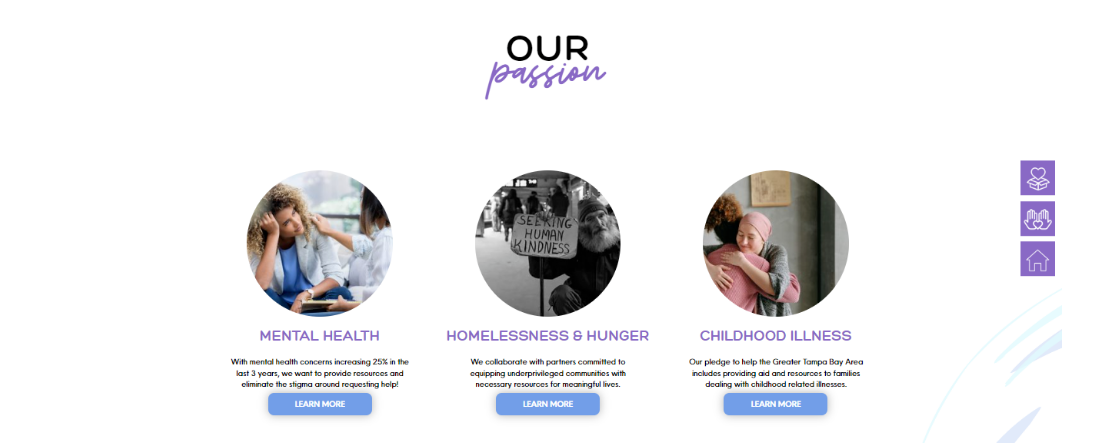 OUR
passion
SEEKING
HUMAN
KINDNESS
MENTAL HEALTH
HOMELESSNESS & HUNGER
CHILDHOOD ILLNESS
With mental health concerns increasing 25% in the
last 3 years, we want to provide resources and
eliminate the stigma around requesting help!
We collaborate with partners committed to
equipping underprivileged communities with
necessary resources for meaningful lives.
Our pledge to help the Greater Tampa Bay Area
includes providing aid and resources to families
dealing with childhood related illnesses.
LEARN MORE
LEARN MORE
LEARN MORE